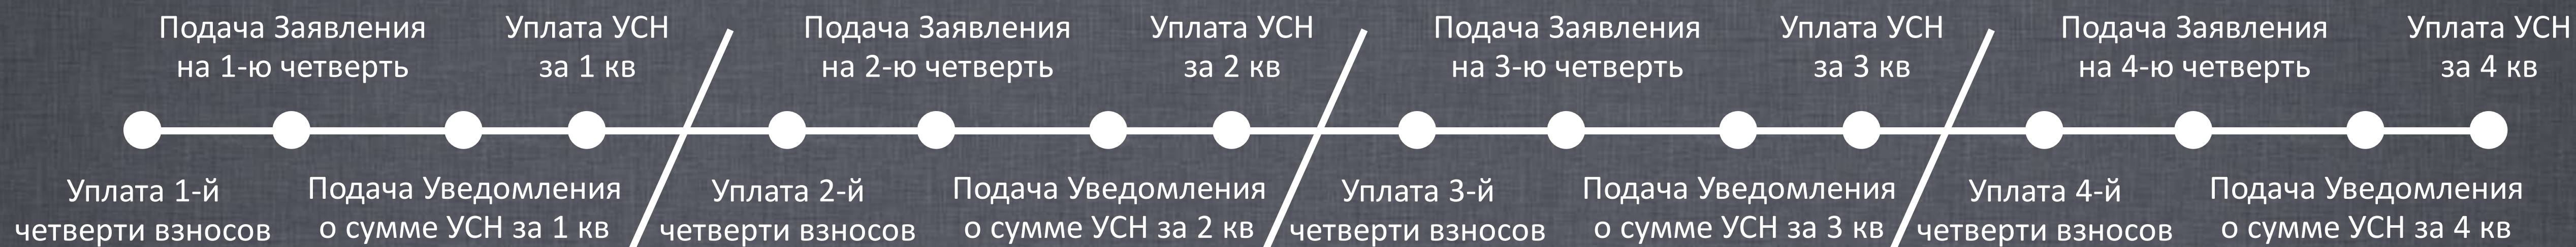 Подача Заявления
на 1-ю четверть
Уплата УСН
за 1 кв
Подача Заявления
на 2-ю четверть
Уплата УСН
за 2 кв
Подача Заявления
на 3-ю четверть
Уплата УСН
за 3 кв
Подача Заявления
на 4-ю четверть
Уплата УСН
за 4 кв
Уплата 1-й
четверти взносов
Подача Уведомления
о сумме УСН за 1 кв
Уплата 2-й
четверти взносов
Подача Уведомления
о сумме УСН за 2 кв
Уплата 3-й
четверти взносов
Подача Уведомления
о сумме УСН за 3 кв
Уплата 4-й
четверти взносов
Подача Уведомления
о сумме УСН за 4 кв